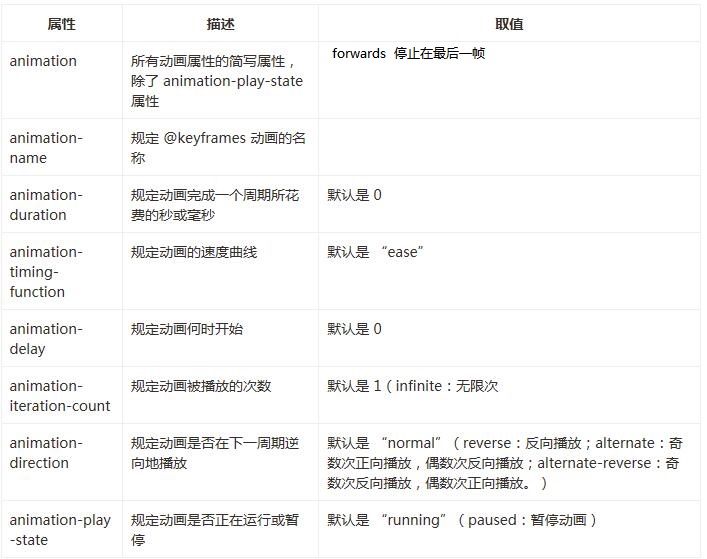 属性 描述 取值
animation 所有动画属性的简写属性， forwards 停止在最后一帧
除了 animation-play-state
属性
animation- 规定 @keyframes 动画的名
name 称
animation- 规定动画完成一个周期所花 默认是 0
duration 费的秒或毫秒
animation- 规定动画的速度曲线 默认是 “ease”
timing-
function
animation- 规定动画何时开始 默认是 0
delay
animation- 规定动画被播放的次数 默认是 1（infinite：无限次
iteration-count
animation- 规定动画是否在下一周期逆 默认是 “normal”（reverse：反向播放；alternate：奇
direction 向地播放 数次正向播放，偶数次反向播放；alternate-reverse：奇
数次反向播放，偶数次正向播放。）
animation-play 规定动画是否正在运行或暂 默认是 “running”（paused：暂停动画）
-state 停